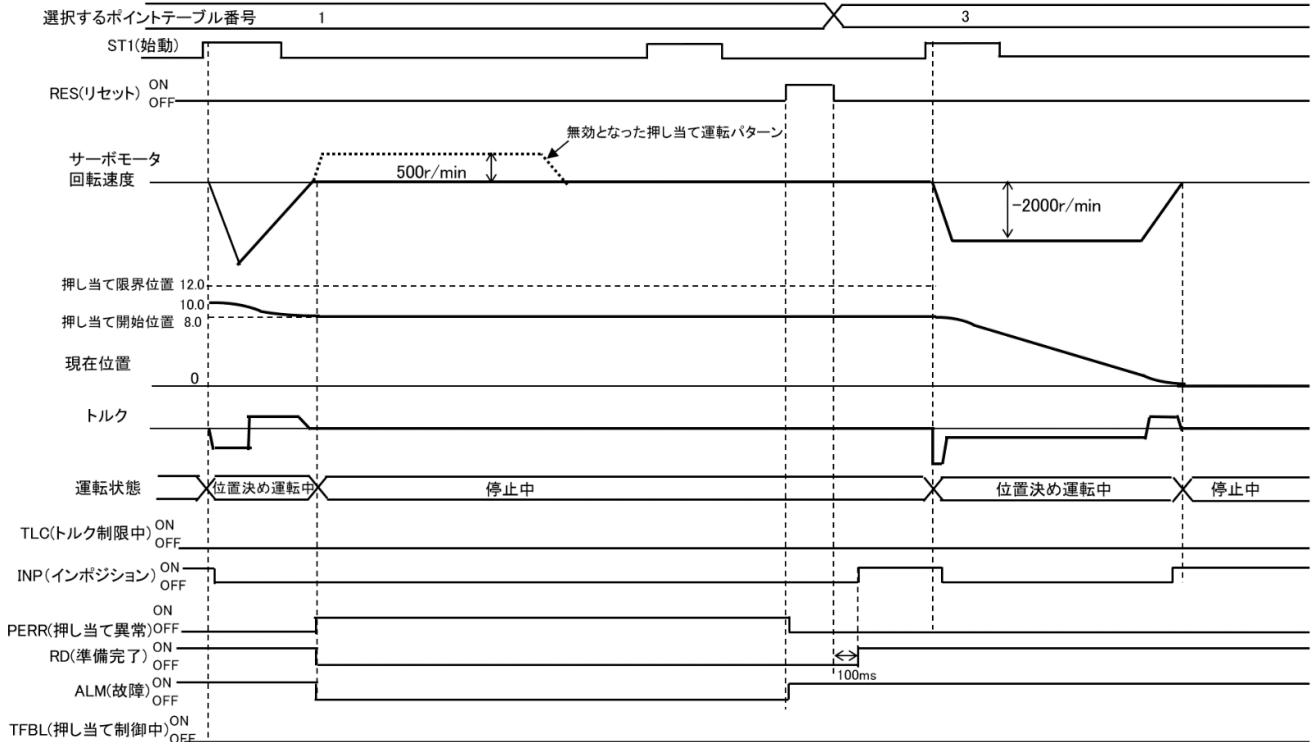 選択するポイントテーブル番号 1 3
ST1(始動)
RES(リセット) ON
OFF
無効となった押し当て運転パターン
サーボモータ
回転速度
500r/min
-2000r/min
押し当て限界位置 12.0
10.0
押し当て開始位置 8.0
現在位置
0
トルク
運転状態 位置決め運転中 停止中 位置決め運転中 停止中
TLC(トルク制限中) ON
OFF
INP(インポジション) ON
OFF
PERR(押し当て異常) ON
OFF
RD(準備完了) ON
OFF
100ms
ALM(故障) ON
OFF
TFBL(押し当て制御中) ON
OFF